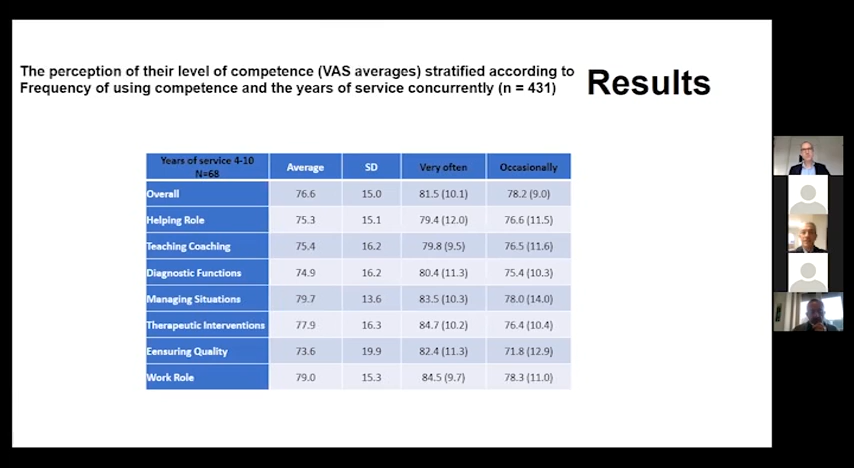 The perception of their level of competence (VAS averages) stratified according to
Frequency of using competence and the years of service concurrently (n = 431)
Results
Years of service 4-10
N=68
Average SD Very often Occasionally
Overall 76.6 15.0 81.5 (10.1) 78.2 (9.0)
Helping Role 75.3 15.1 79.4 (12.0) 76.6 (11.5)
Teaching Coaching 75.4 16.2 79.8 (9.5) 76.5 (11.6)
Diagnostic Functions 74.9 16.2 80.4 (11.3) 75.4 (10.3)
Managing Situations 79.7 13.6 83.5 (10.3) 78.0 (14.0)
Therapeutic Interventions 77.9 16.3 84.7 (10.2) 76.4 (10.4)
Eensuring Quality 73.6 19.9 82.4 (11.3) 71.8 (12.9)
Work Role 79.0 15.3 84.5 (9.7) 78.3 (11.0)